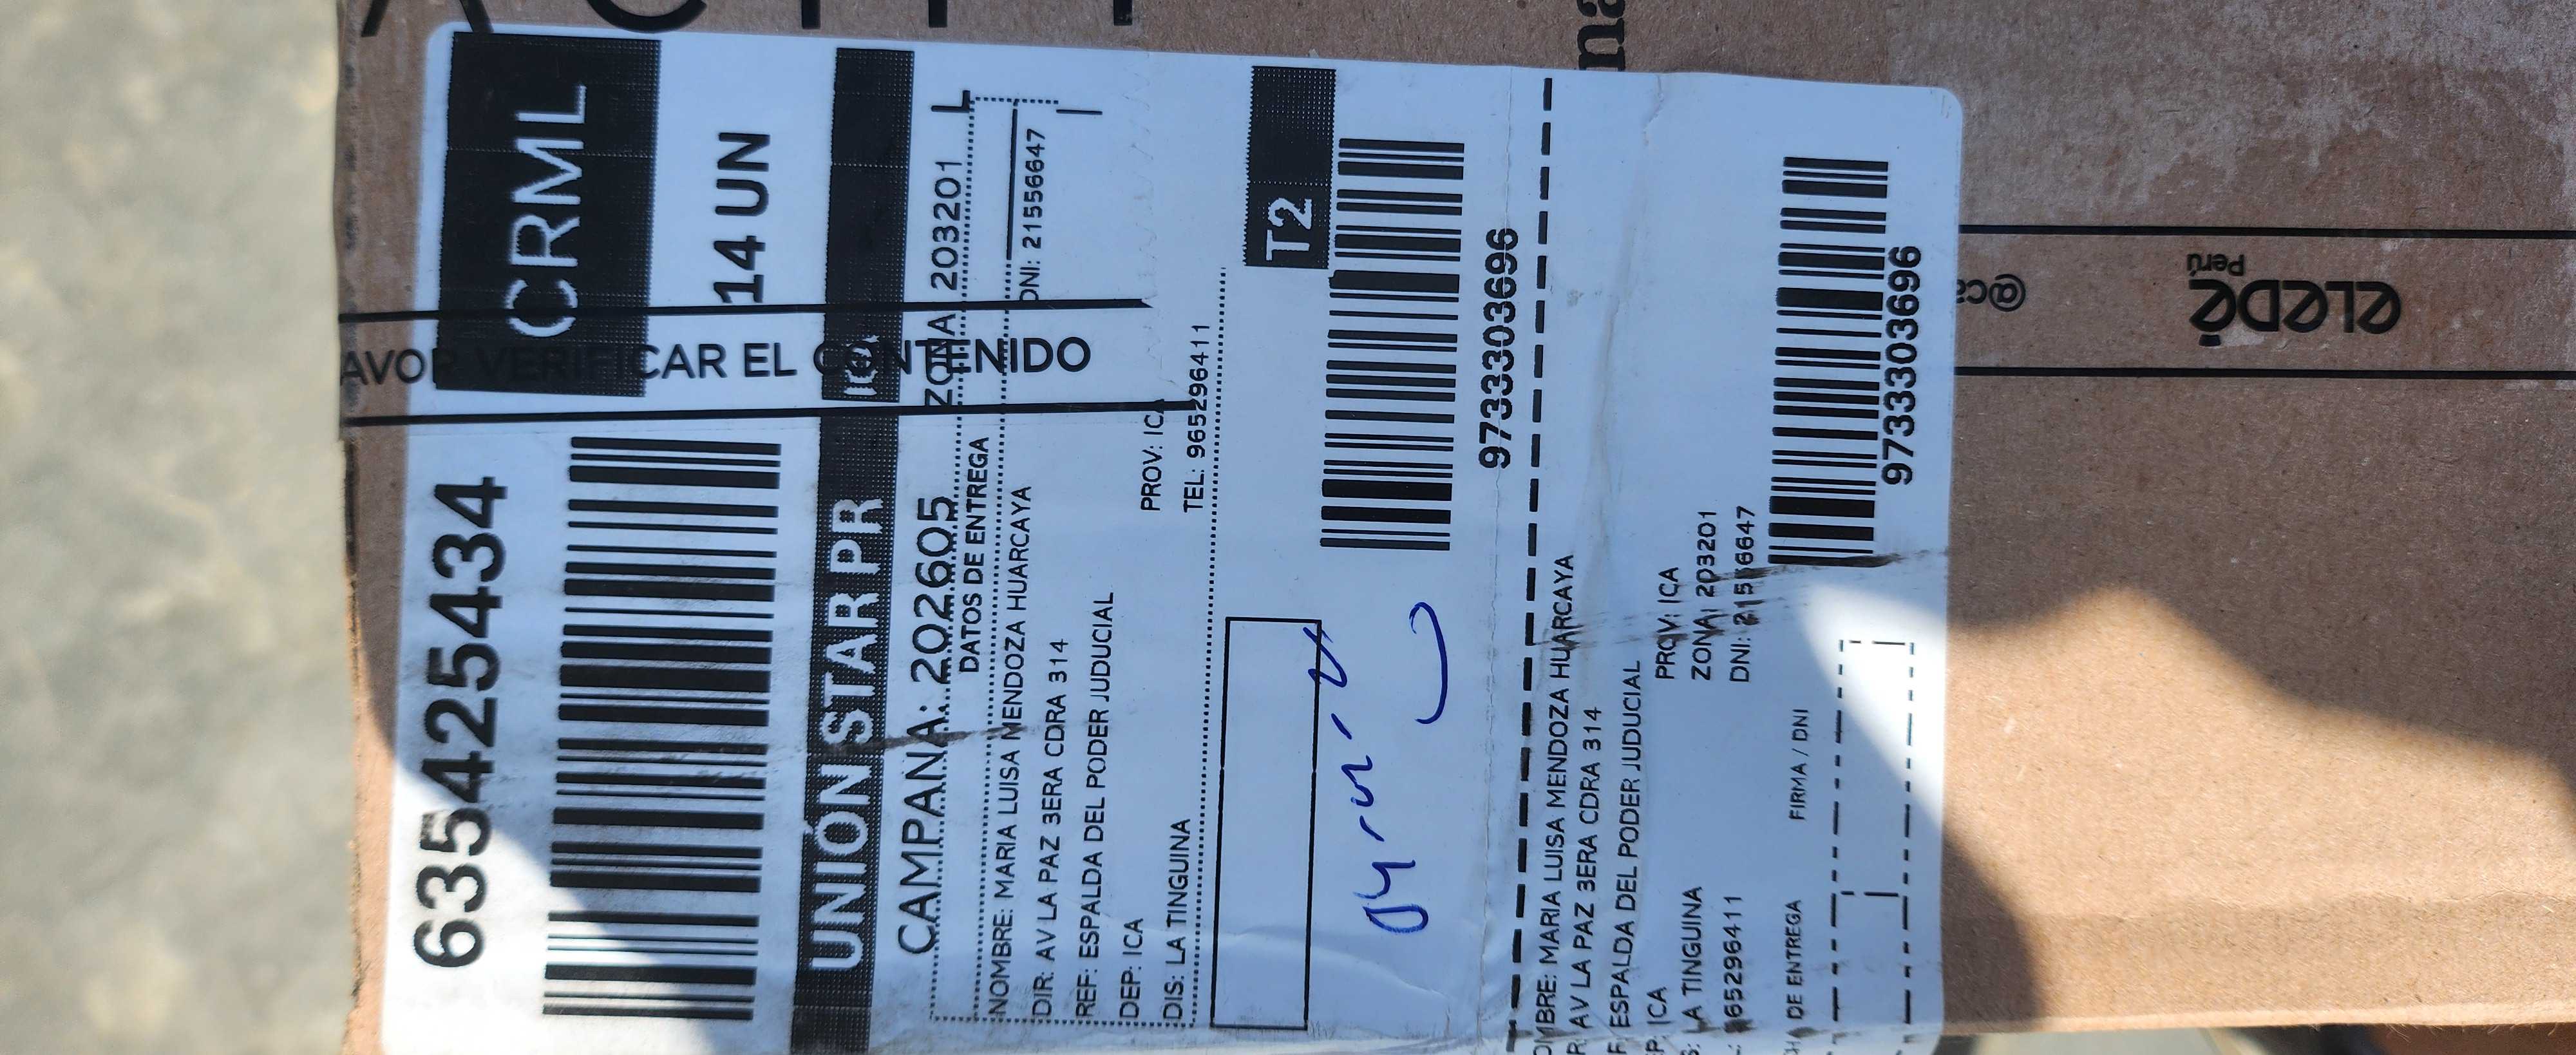 CRML
635425434
14 UN
UNIÓN STAR PR
ICA
CAMPAÑA: 202605
ZONA 203201
L
FAVOR VERIFICAR EL CONTENIDO
DATOS DE ENTREGA
NOMBRE: MARIA LUISA MENDOZA HUARCAYA
DNI: 21556647
DIR: AV LA PAZ 3ERA CDRA 314
REF: ESPALDA DEL PODER JUDUCIAL
DEP: ICA
PROV: ICA
DIS: LA TINGUINA
TEL: 965296411
T2
9733303696
OMBRE: MARIA LUISA MENDOZA HUARCAYA
R AV LA PAZ 3ERA CDRA 314
F ESPALDA DEL PODER JUDUCIAL
P. ICA
PROV: ICA
S: LA TINGUINA
ZONA: 203201
L: 965296411
DNI: 21556647
DE ENTREGA
FIRMA / DNI
9733303696
@ca
eledé
Perú